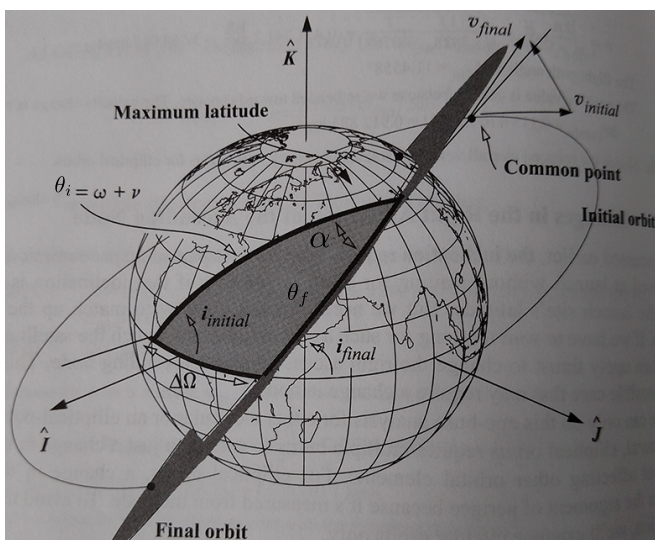 K̂
v_final
v_initial
Maximum latitude
Common point
θ_i = ω + ν
Initial orbit
α
θ_f
i_initial
i_final
ΔΩ
Î
Ĵ
Final orbit